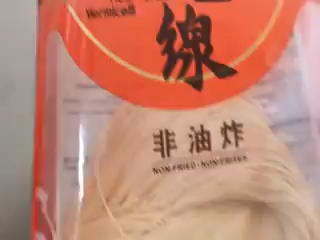 Vermicelli
線
非油炸
NON-FRIED · NON-FRITES